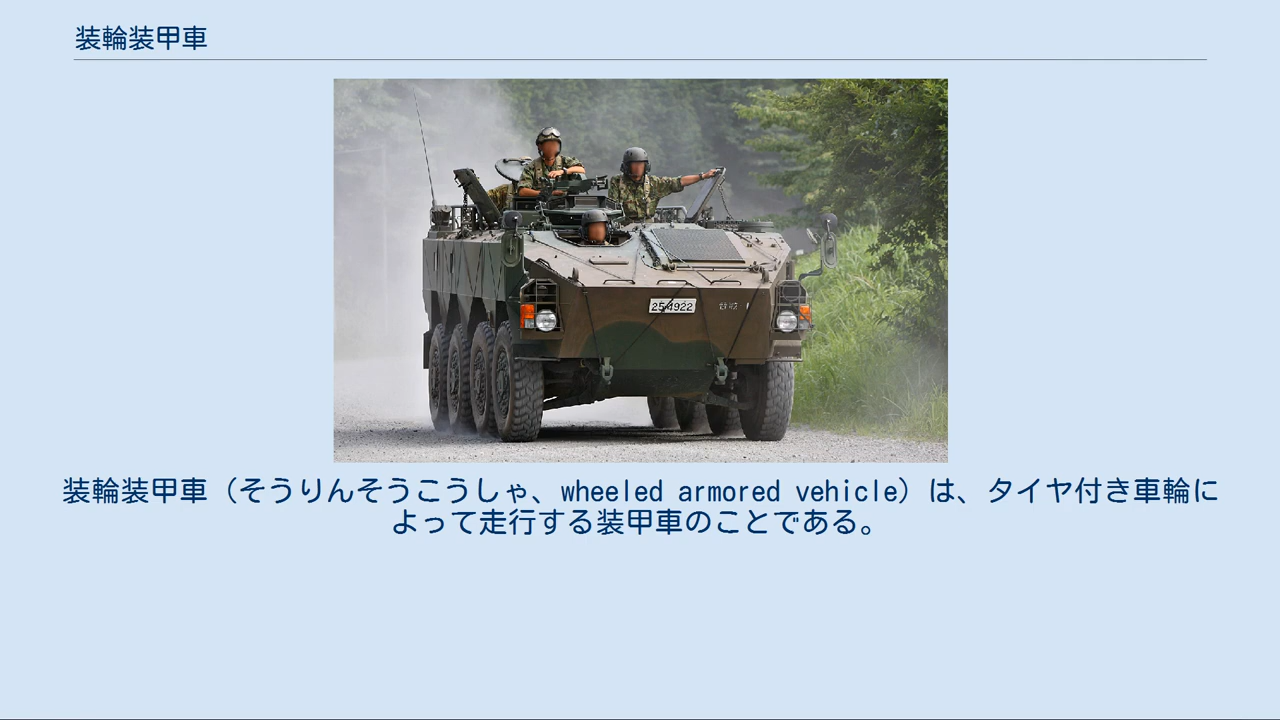 装輪装甲車
25-4922
装輪装甲車（そうりんそうこうしゃ、wheeled armored vehicle）は、タイヤ付き車輪に
よって走行する装甲車のことである。